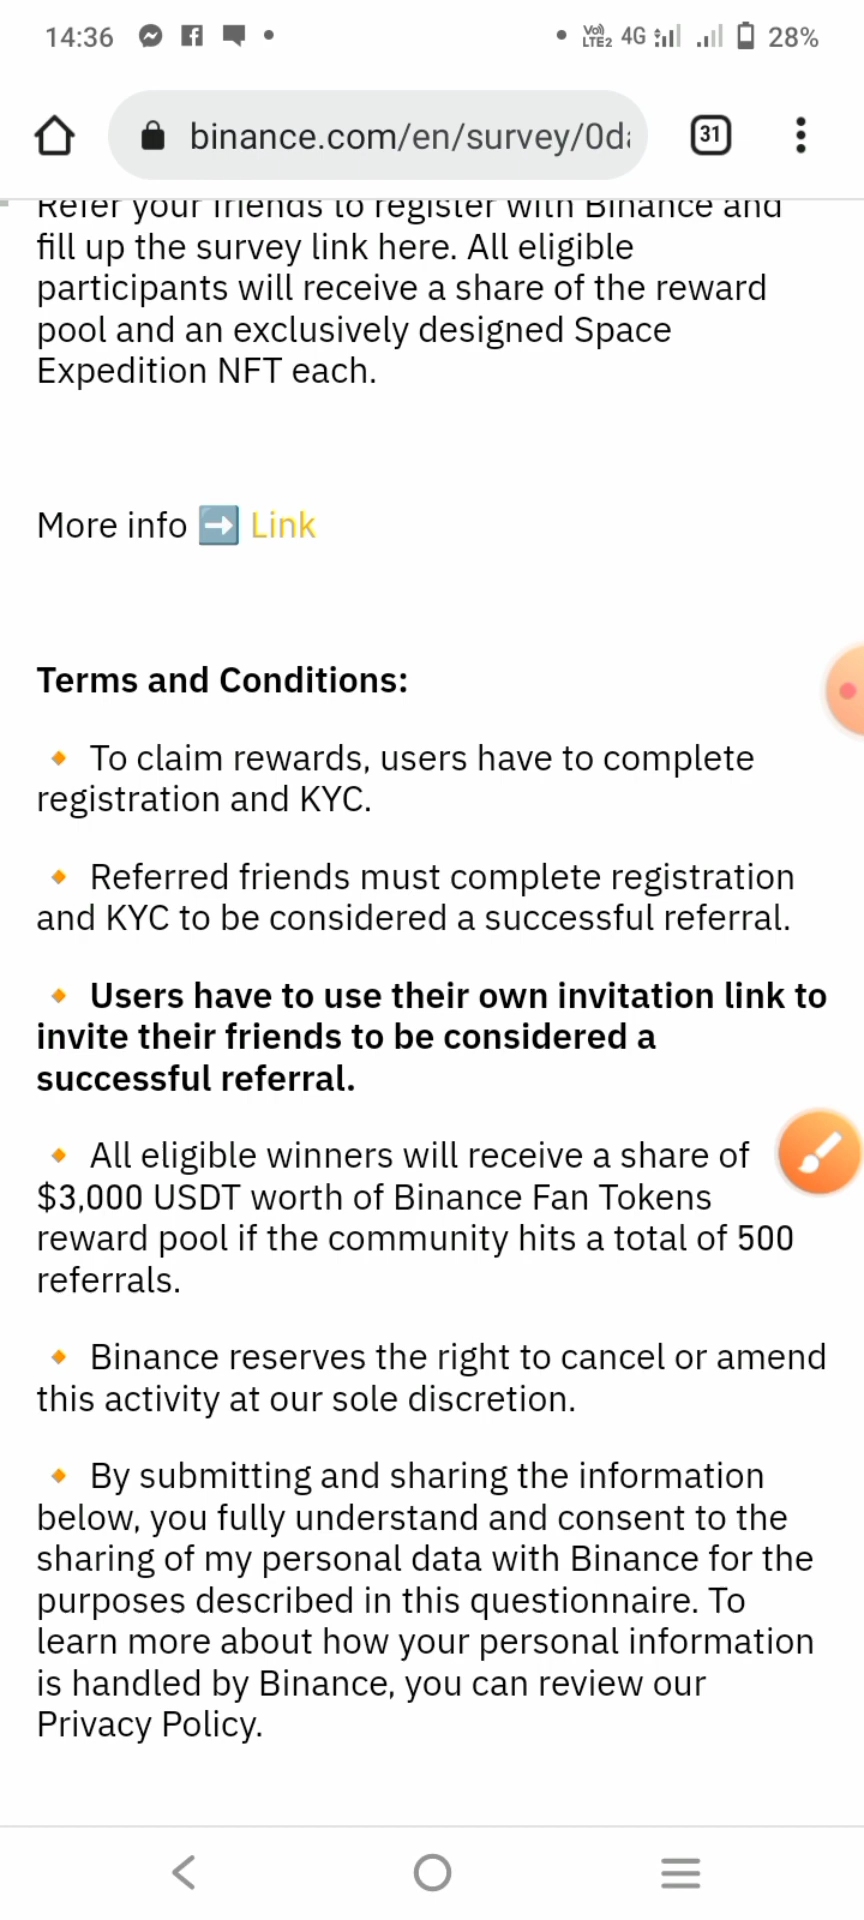 14:36
Vo) LTE2 4G 28%
binance.com/en/survey/0d
31
Refer your friends to register with Binance and
fill up the survey link here. All eligible
participants will receive a share of the reward
pool and an exclusively designed Space
Expedition NFT each.
More info ➡️ Link
Terms and Conditions:
🔸 To claim rewards, users have to complete
registration and KYC.
🔸 Referred friends must complete registration
and KYC to be considered a successful referral.
🔸 Users have to use their own invitation link to
invite their friends to be considered a
successful referral.
🔸 All eligible winners will receive a share of
$3,000 USDT worth of Binance Fan Tokens
reward pool if the community hits a total of 500
referrals.
🔸 Binance reserves the right to cancel or amend
this activity at our sole discretion.
🔸 By submitting and sharing the information
below, you fully understand and consent to the
sharing of my personal data with Binance for the
purposes described in this questionnaire. To
learn more about how your personal information
is handled by Binance, you can review our
Privacy Policy.